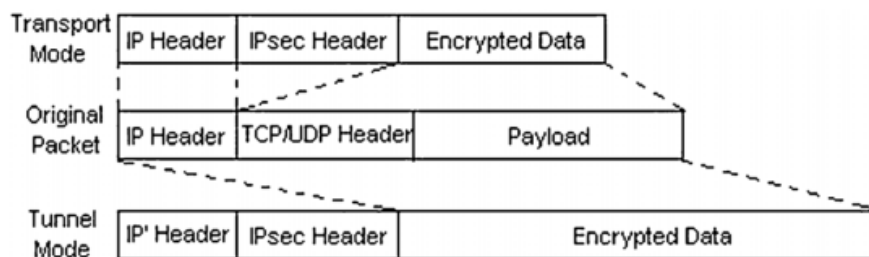 Transport Mode
IP Header IPsec Header Encrypted Data
Original Packet
IP Header TCP/UDP Header Payload
Tunnel Mode
IP' Header IPsec Header Encrypted Data